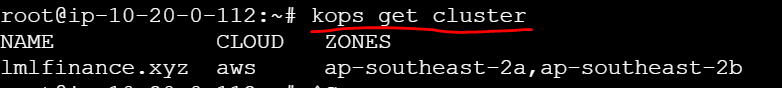 root@ip-10-20-0-112:~# kops get cluster
NAME CLOUD ZONES
lmlfinance.xyz aws ap-southeast-2a,ap-southeast-2b